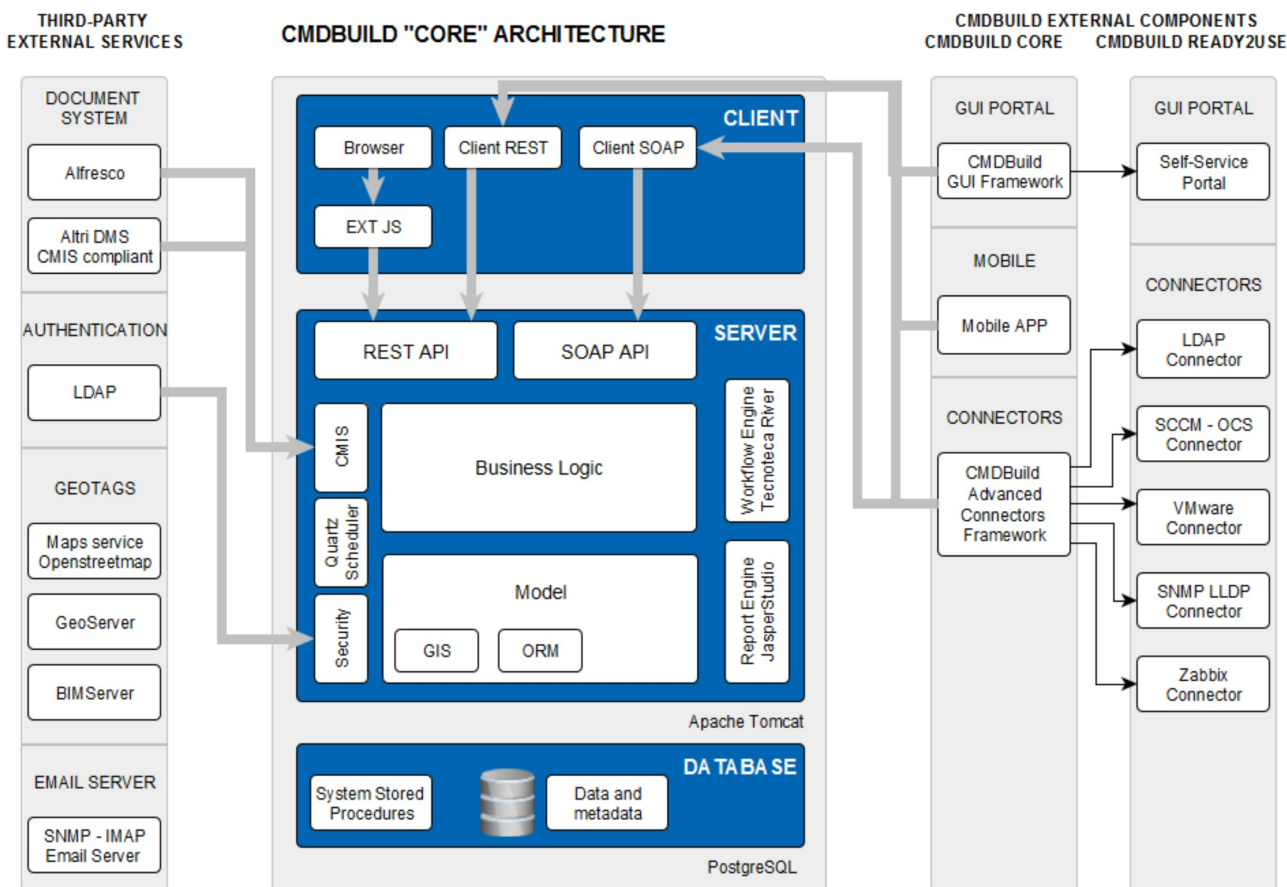 THIRD-PARTY
EXTERNAL SERVICES
DOCUMENT
SYSTEM
Alfresco
Altri DMS
CMIS compliant
AUTHENTICATION
LDAP
GEOTAGS
Maps service
Openstreetmap
GeoServer
BIMServer
EMAIL SERVER
SNMP - IMAP
Email Server
CMDBUILD "CORE" ARCHITECTURE
CLIENT
Browser
Client REST
Client SOAP
EXT JS
SERVER
REST API
SOAP API
CMIS
Quartz
Scheduler
Security
Business Logic
Model
GIS
ORM
Workflow Engine
Tecnoteca River
Report Engine
JasperStudio
Apache Tomcat
DATABASE
System Stored
Procedures
Data and
metadata
PostgreSQL
CMDBUILD EXTERNAL COMPONENTS
CMDBUILD CORE
CMDBUILD READY2USE
GUI PORTAL
CMDBuild
GUI Framework
MOBILE
Mobile APP
CONNECTORS
CMDBuild
Advanced
Connectors
Framework
GUI PORTAL
Self-Service
Portal
CONNECTORS
LDAP
Connector
SCCM - OCS
Connector
VMware
Connector
SNMP LLDP
Connector
Zabbix
Connector